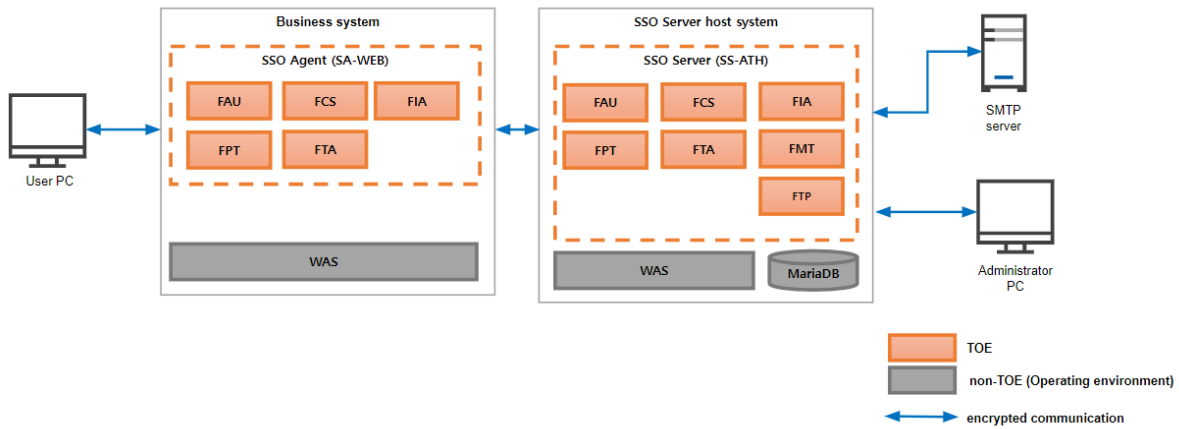 Business system
SSO Agent (SA-WEB)
FAU
FCS
FIA
FPT
FTA
WAS
User PC
SSO Server host system
SSO Server (SS-ATH)
FAU
FCS
FIA
FPT
FTA
FMT
FTP
WAS
MariaDB
SMTP
server
Administrator
PC
TOE
non-TOE (Operating environment)
encrypted communication